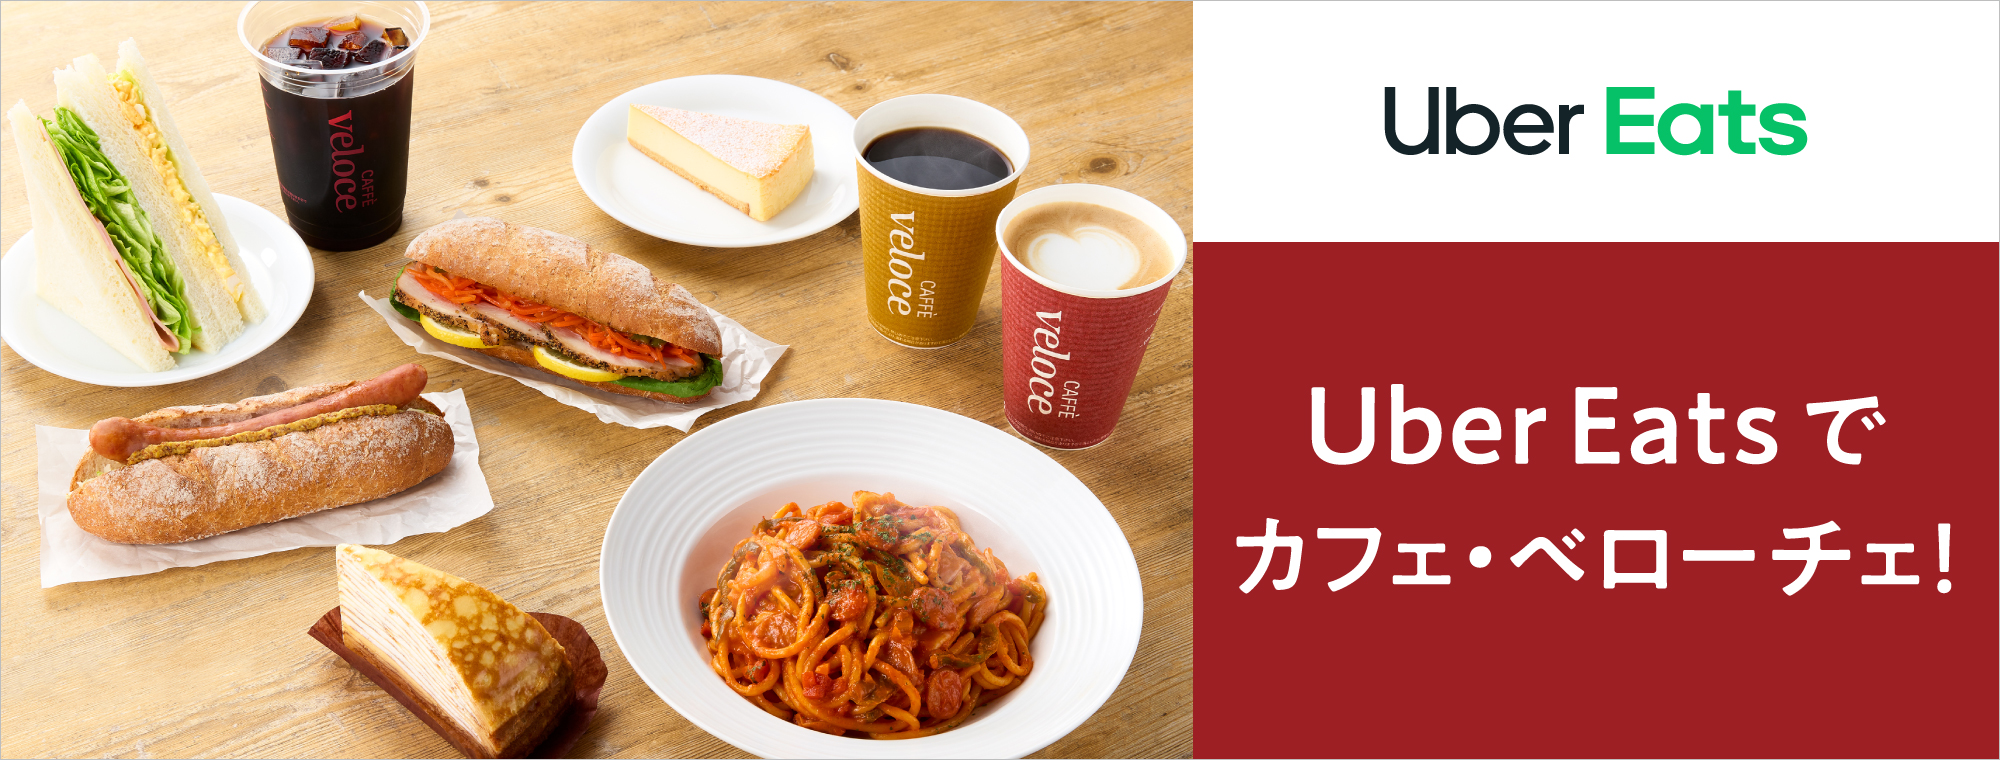 veloce
CAFFÈ
veloce
CAFFÈ
veloce
CAFFÈ
Uber Eats
Uber Eats で
カフェ・ベローチェ!